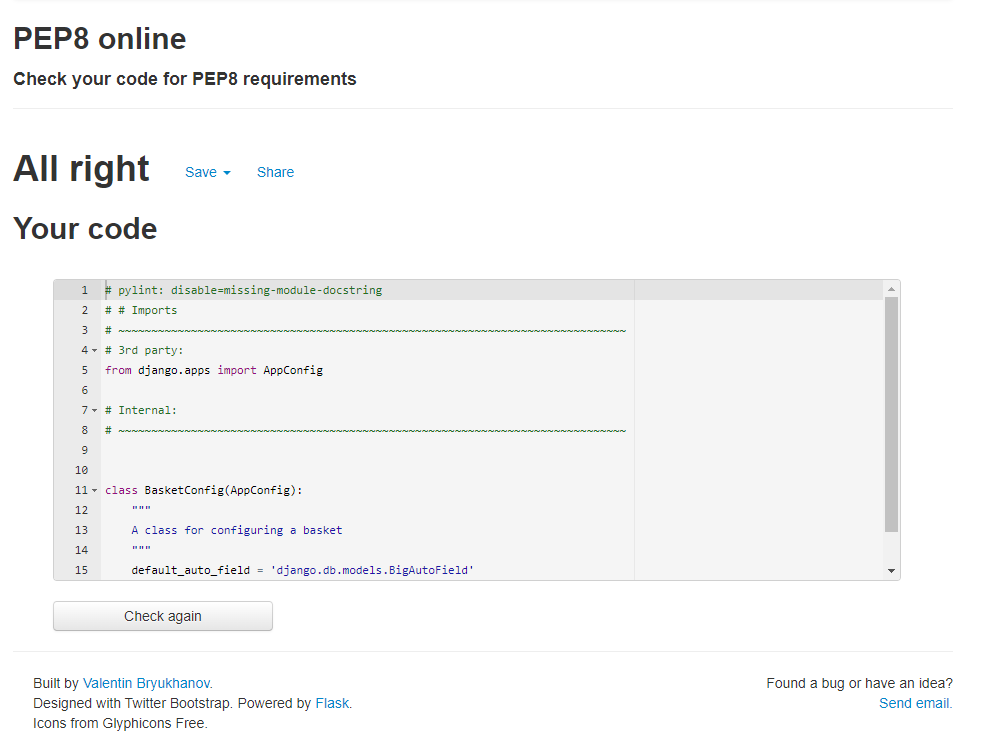 PEP8 online
Check your code for PEP8 requirements
All right Save Share
Your code
1 # pylint: disable=missing-module-docstring
2 # # Imports
3 # ~~~~~~~~~~~~~~~~~~~~~~~~~~~~~~~~~~~~~~~~~~~~~~~~~~~~~~~~~~~~~~~~~~~~~~~~~~~~~
4 # 3rd party:
5 from django.apps import AppConfig
6
7 # Internal:
8 # ~~~~~~~~~~~~~~~~~~~~~~~~~~~~~~~~~~~~~~~~~~~~~~~~~~~~~~~~~~~~~~~~~~~~~~~~~~~~~
9
10
11 class BasketConfig(AppConfig):
12     """
13     A class for configuring a basket
14     """
15     default_auto_field = 'django.db.models.BigAutoField'
Check again
Built by Valentin Bryukhanov. Found a bug or have an idea?
Designed with Twitter Bootstrap. Powered by Flask. Send email.
Icons from Glyphicons Free.